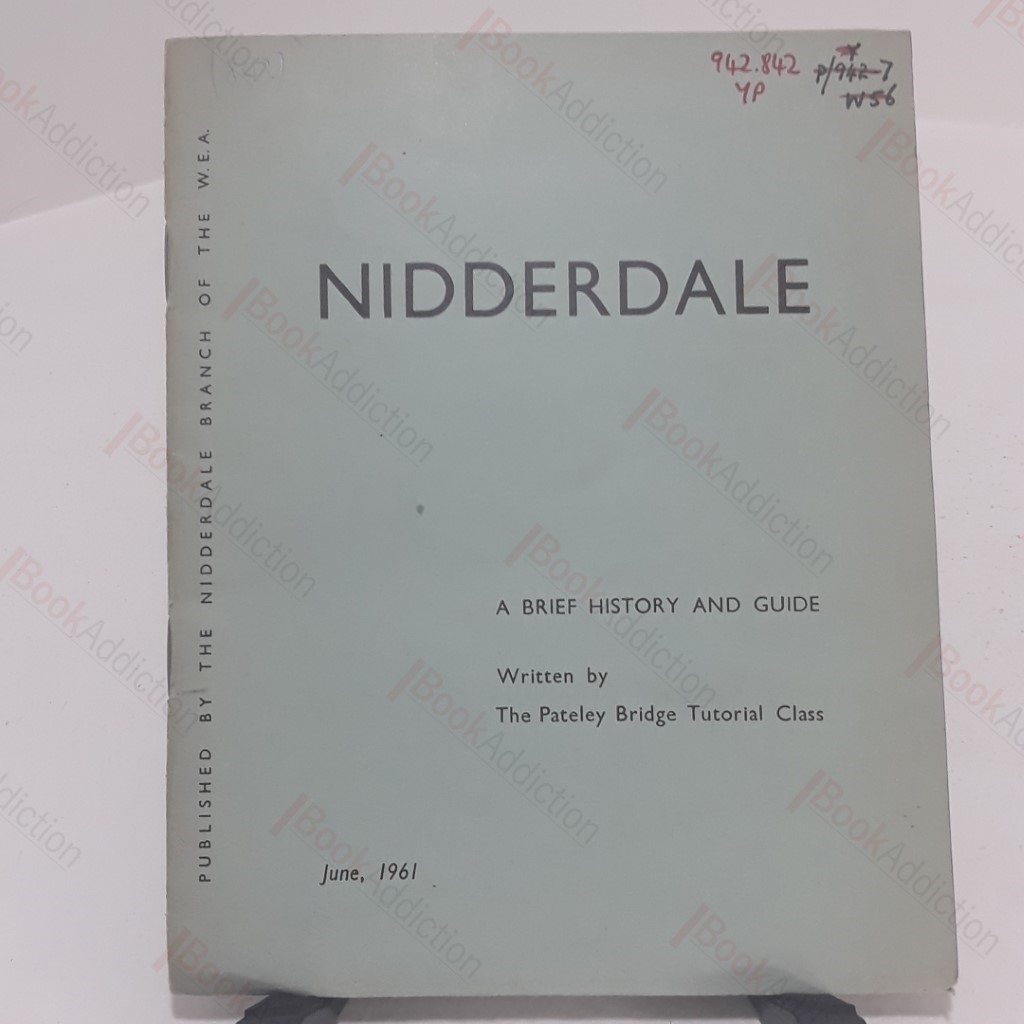 942.842
YP
P/942-7
W56
PUBLISHED BY THE NIDDERDALE BRANCH OF THE W.E.A.
NIDDERDALE
A BRIEF HISTORY AND GUIDE
Written by
The Pateley Bridge Tutorial Class
June, 1961
BookAddiction